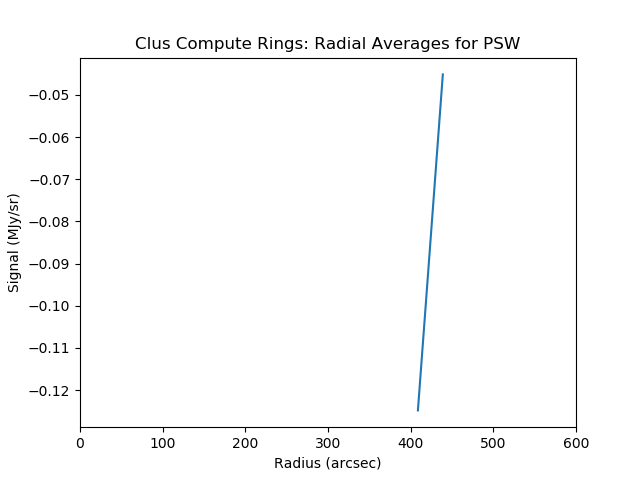 Clus Compute Rings: Radial Averages for PSW
−0.05
−0.06
−0.07
−0.08
−0.09
−0.10
−0.11
−0.12
Signal (MJy/sr)
0 100 200 300 400 500 600
Radius (arcsec)